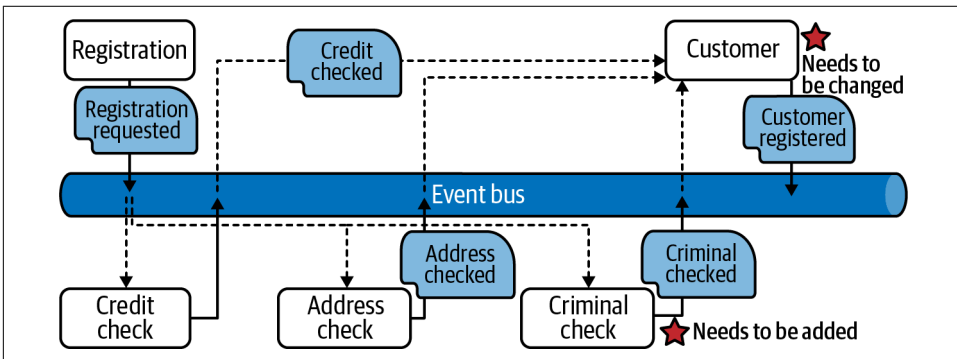 Registration
Credit
checked
Customer
Needs to
be changed
Registration
requested
Customer
registered
Event bus
Address
checked
Criminal
checked
Credit
check
Address
check
Criminal
check
Needs to be added